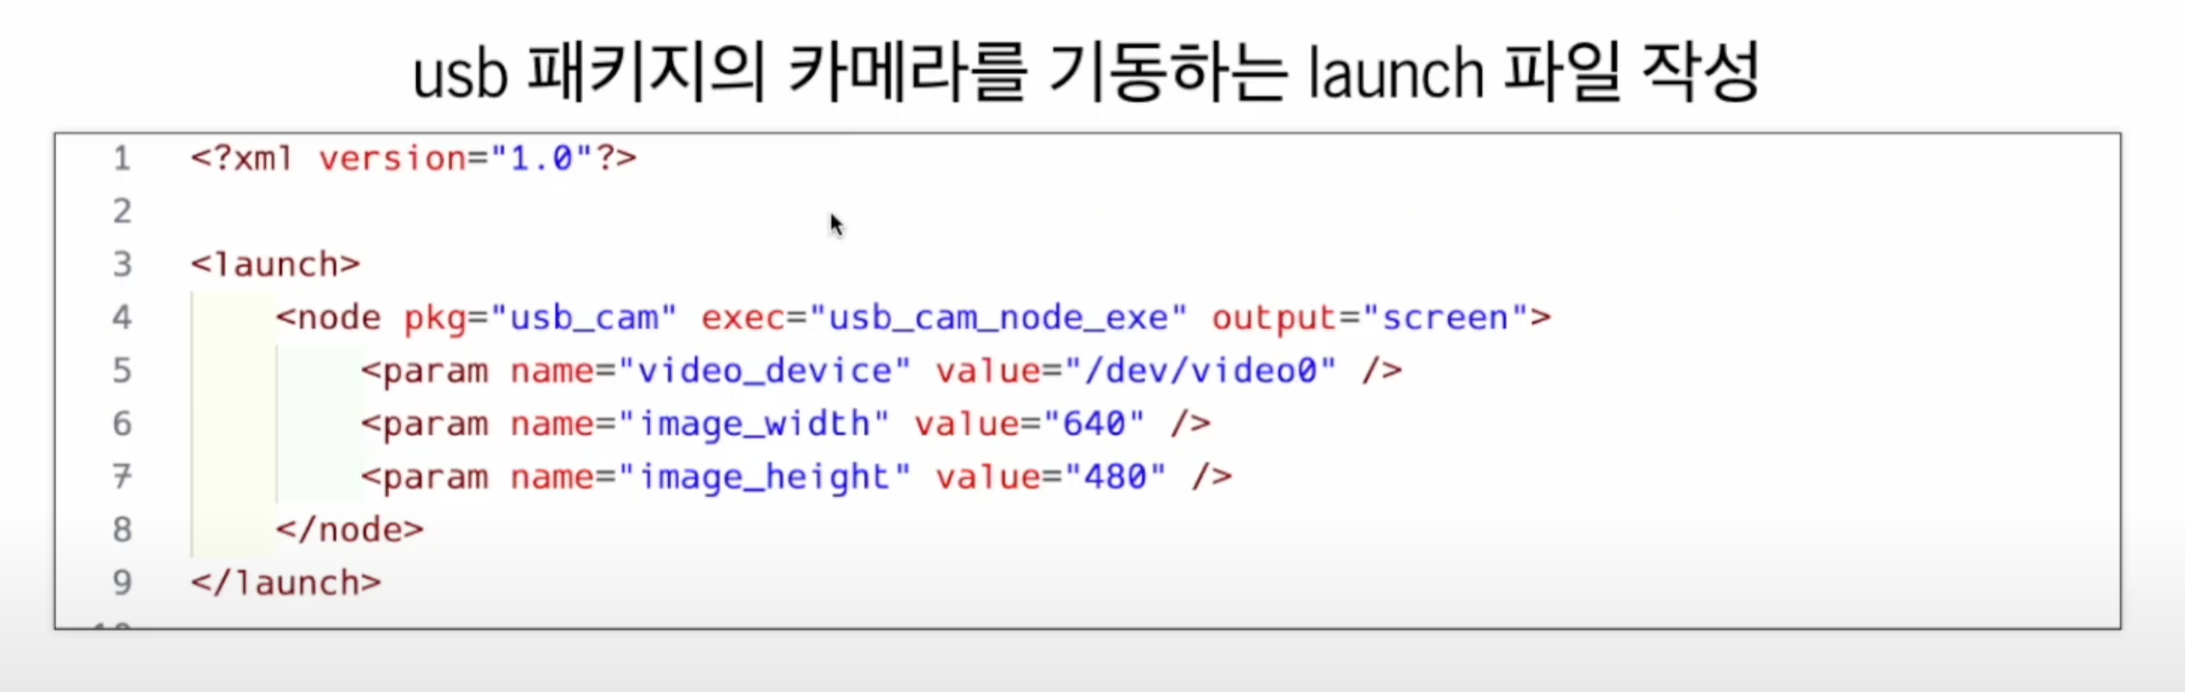 usb 패키지의 카메라를 기동하는 launch 파일 작성
1 <?xml version="1.0"?>
2
3 <launch>
4 <node pkg="usb_cam" exec="usb_cam_node_exe" output="screen">
5 <param name="video_device" value="/dev/video0" />
6 <param name="image_width" value="640" />
7 <param name="image_height" value="480" />
8 </node>
9 </launch>